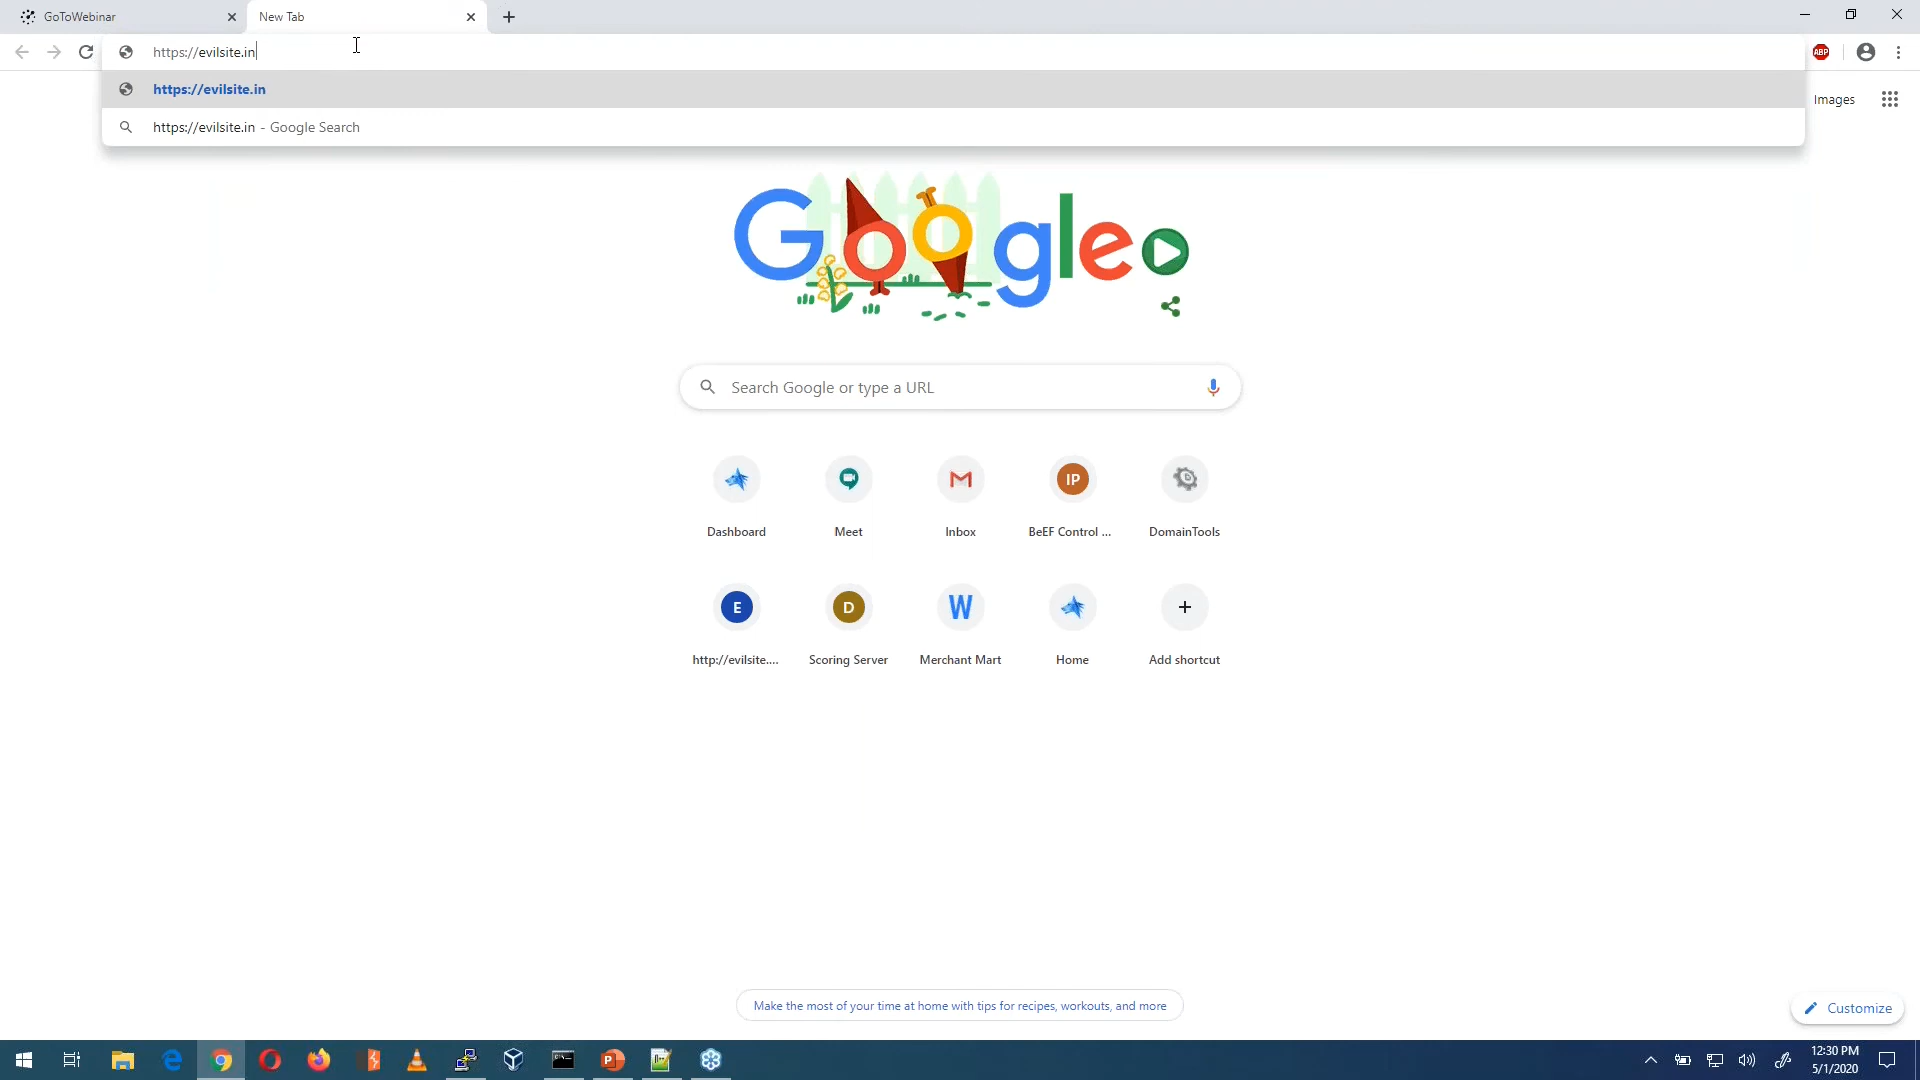 GoToWebinar
New Tab
https://evilsite.in
ABP
https://evilsite.in
https://evilsite.in - Google Search
Images
Google
Search Google or type a URL
IP
Dashboard
Meet
Inbox
BeEF Control ...
DomainTools
E
D
W
http://evilsite....
Scoring Server
Merchant Mart
Home
Add shortcut
Make the most of your time at home with tips for recipes, workouts, and more
Customize
12:30 PM
5/1/2020